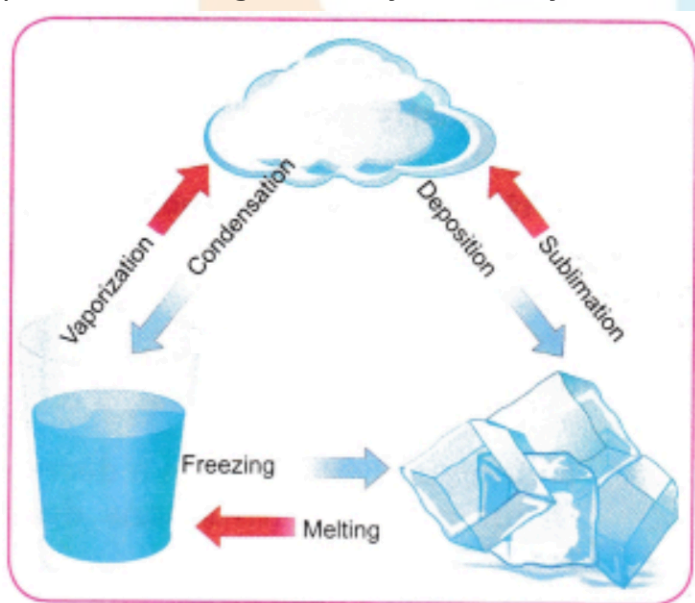 Vaporization
Condensation
Deposition
Sublimation
Freezing
Melting